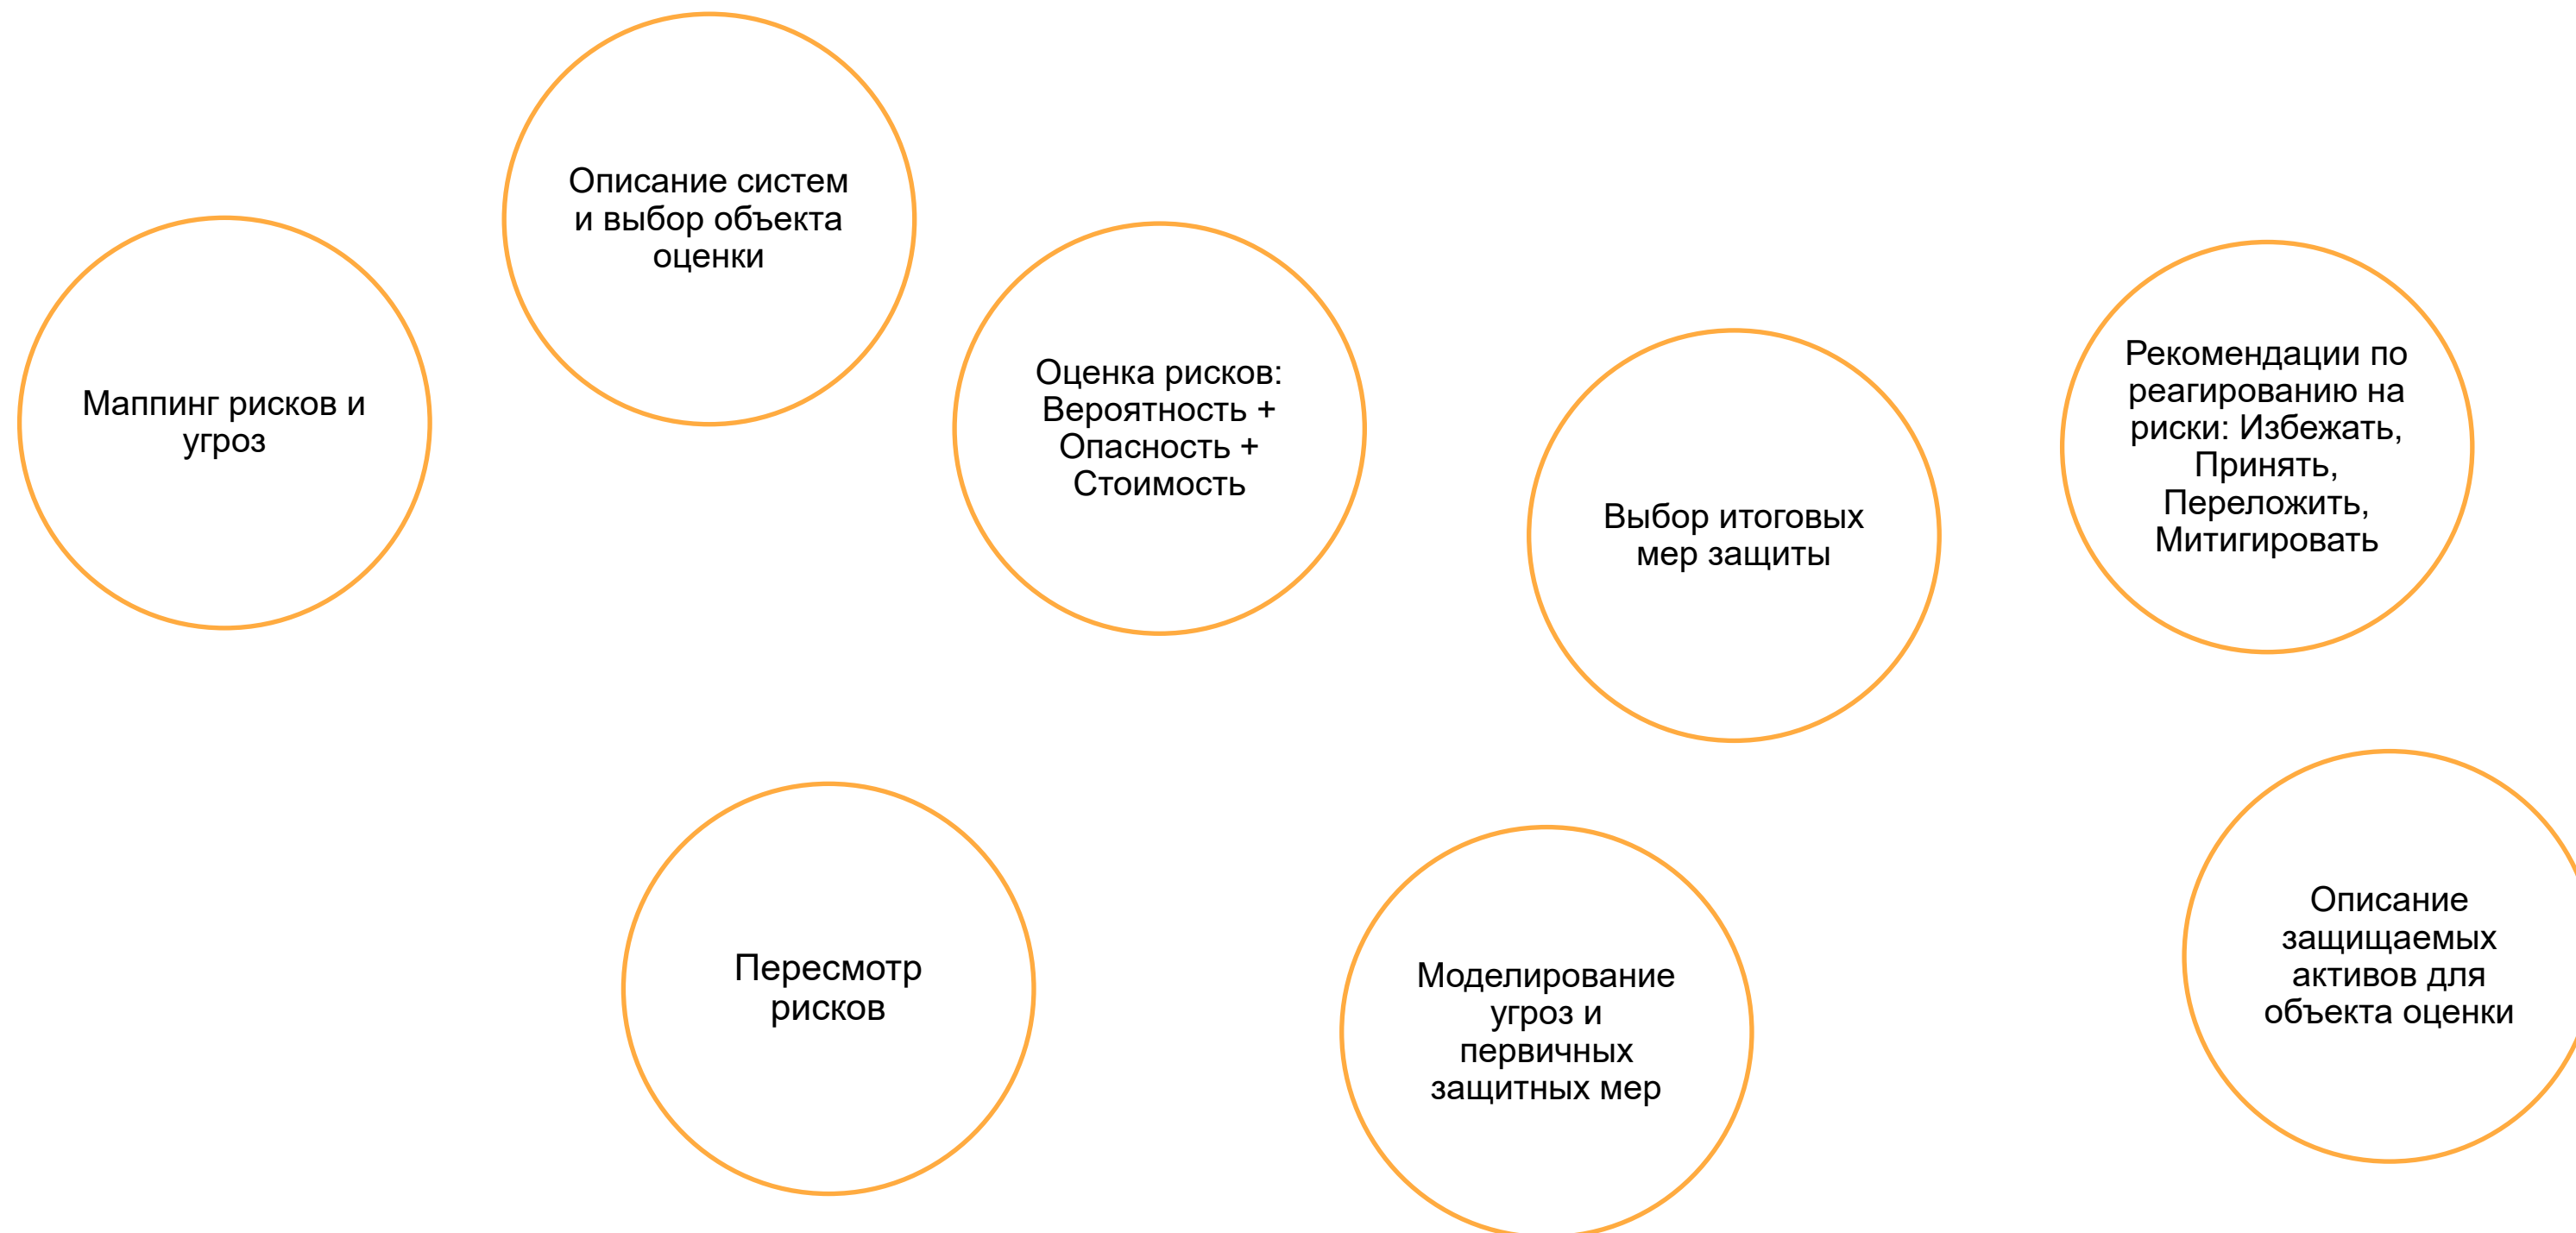 Описание систем
и выбор объекта
оценки
Маппинг рисков и
угроз
Оценка рисков:
Вероятность +
Опасность +
Стоимость
Выбор итоговых
мер защиты
Рекомендации по
реагированию на
риски: Избежать,
Принять,
Переложить,
Митигировать
Пересмотр
рисков
Моделирование
угроз и
первичных
защитных мер
Описание
защищаемых
активов для
объекта оценки